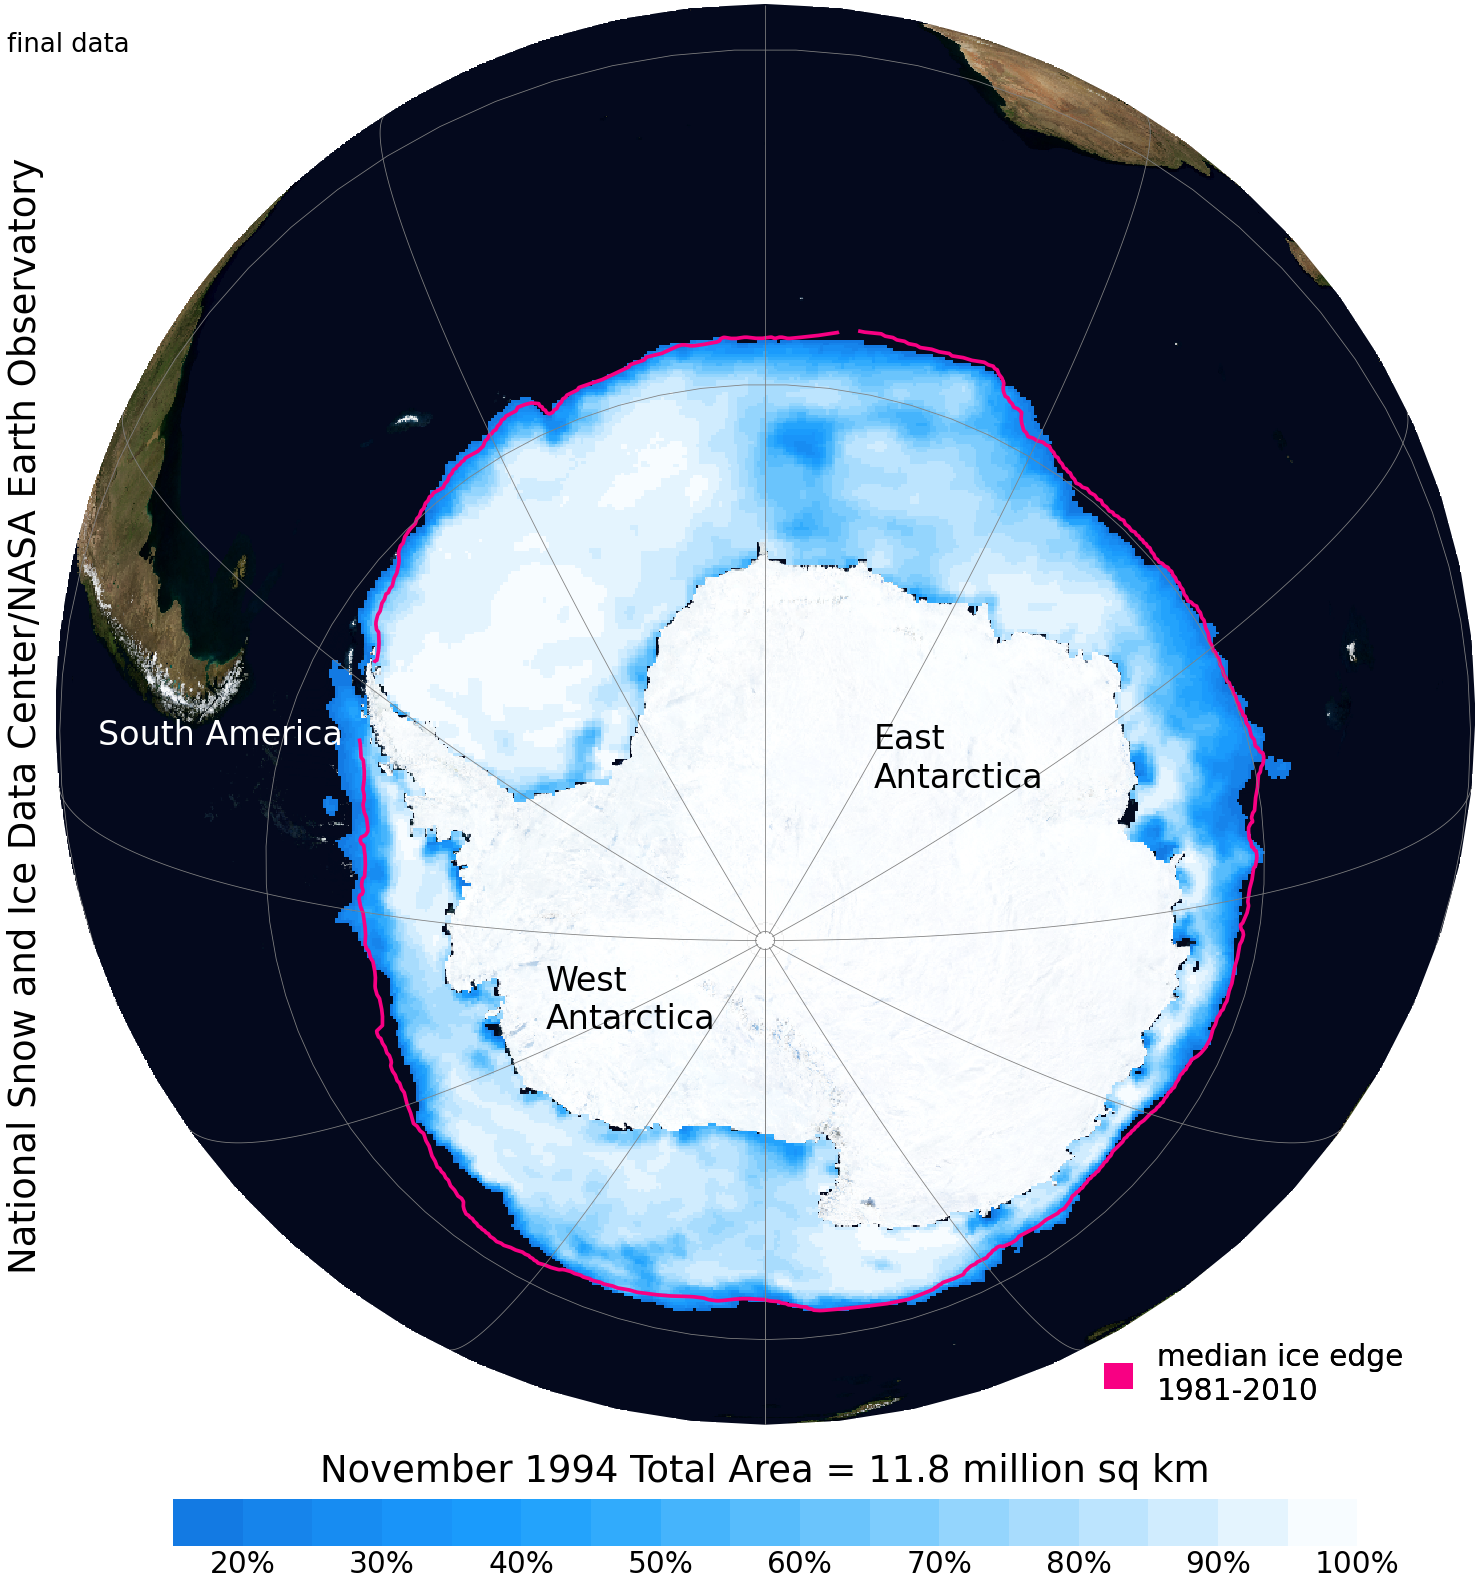 final data
National Snow and Ice Data Center/NASA Earth Observatory
South America
East
Antarctica
West
Antarctica
median ice edge
1981-2010
November 1994 Total Area = 11.8 million sq km
20% 30% 40% 50% 60% 70% 80% 90% 100%